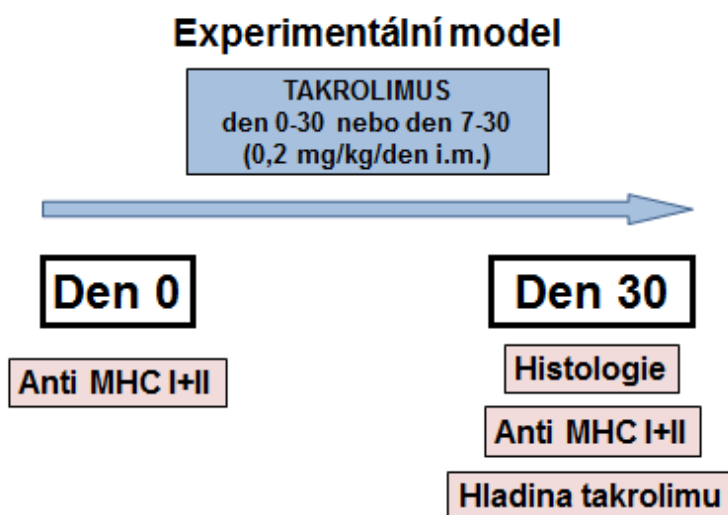 Experimentální model
TAKROLIMUS
den 0-30 nebo den 7-30
(0,2 mg/kg/den i.m.)
Den 0
Den 30
Anti MHC I+II
Histologie
Anti MHC I+II
Hladina takrolimu